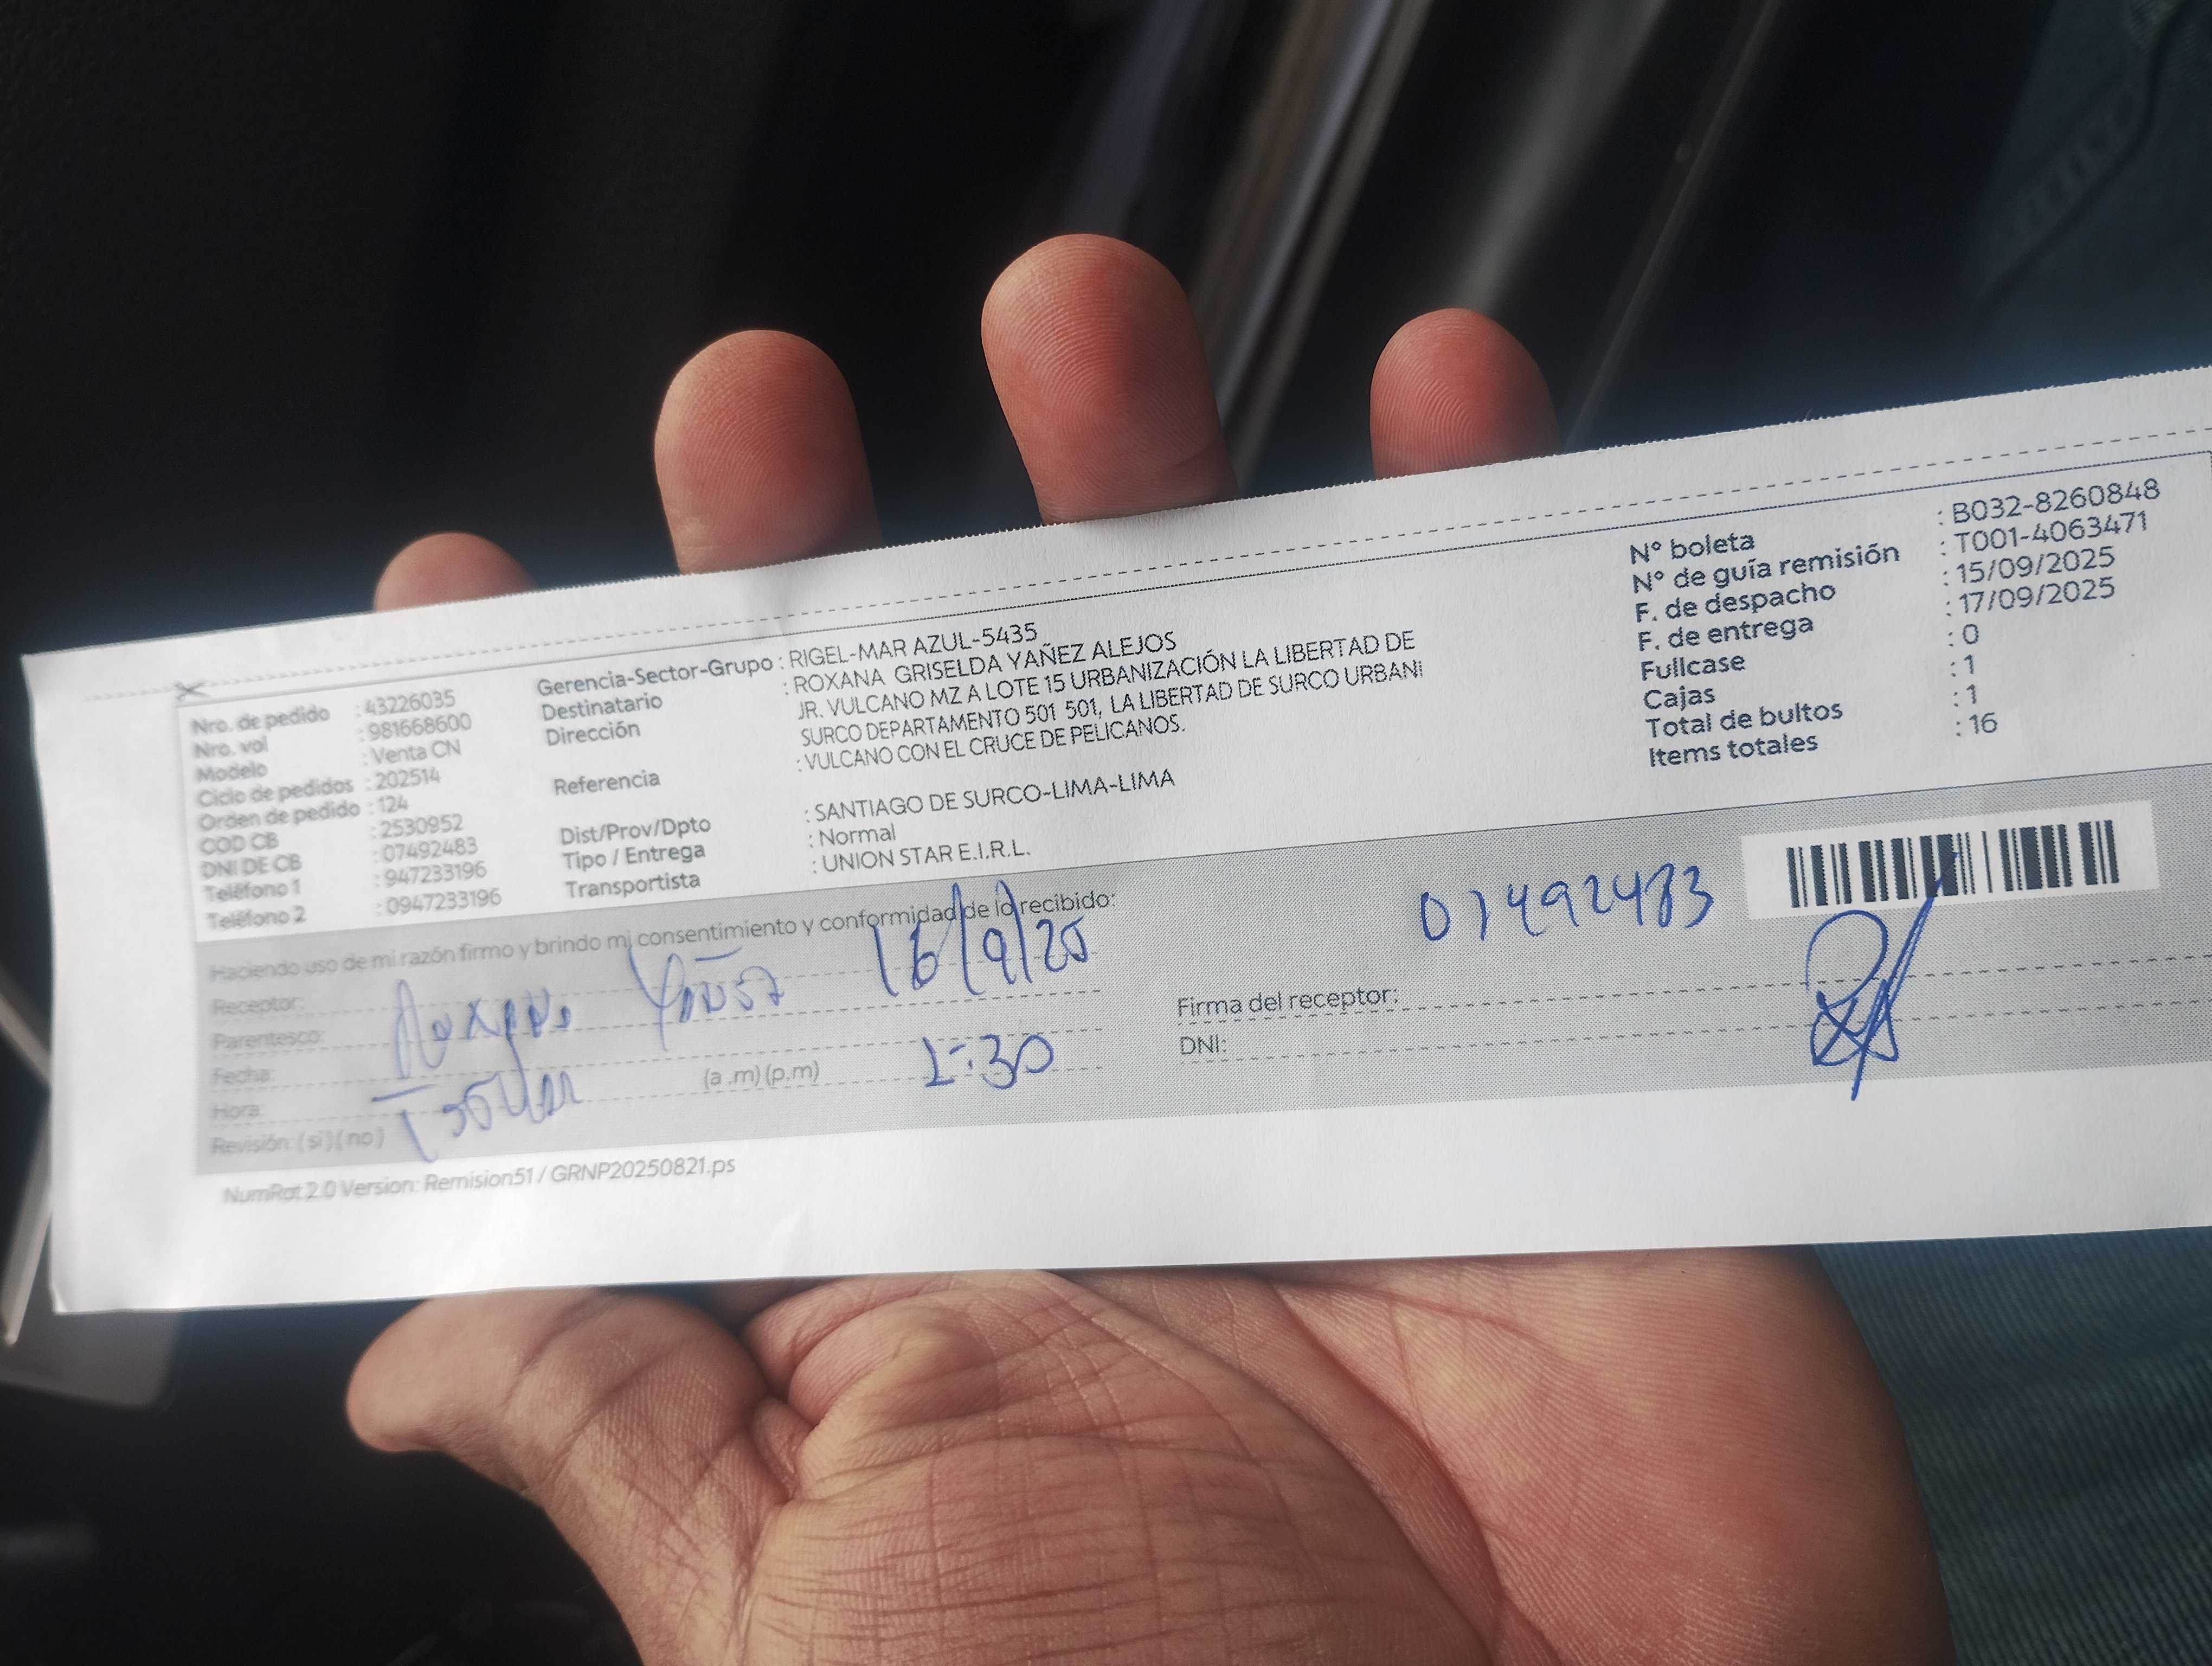 Nro. de pedido : 43226035
Nro. vol : 981668600
Modelo : Venta CN
Ciclo de pedidos : 202514
Orden de pedido : 124
COD CB : 2530952
DNI DE CB : 07492483
Teléfono 1 : 947233196
Teléfono 2 : 0947233196
Gerencia-Sector-Grupo : RIGEL-MAR AZUL-5435
Destinatario : ROXANA GRISELDA YAÑEZ ALEJOS
Dirección : JR. VULCANO MZ A LOTE 15 URBANIZACIÓN LA LIBERTAD DE
SURCO DEPARTAMENTO 501 501, LA LIBERTAD DE SURCO URBANI
Referencia : VULCANO CON EL CRUCE DE PELICANOS.
Dist/Prov/Dpto : SANTIAGO DE SURCO-LIMA-LIMA
Tipo / Entrega : Normal
Transportista : UNION STAR E.I.R.L.
N° boleta : B032-8260848
N° de guía remisión : T001-4063471
F. de despacho : 15/09/2025
F. de entrega : 17/09/2025
Fullcase : 0
Cajas : 1
Total de bultos : 1
Items totales : 16
Haciendo uso de mi razón firmo y brindo mi consentimiento y conformidad de lo recibido:
Receptor:
Parentesco:
Fecha:
Hora: (a.m) (p.m)
Revisión: (si) (no)
16/9/25
:30
07492483
Firma del receptor:
DNI:
NumRot 2.0 Version: Remision51 / GRNP20250821.ps